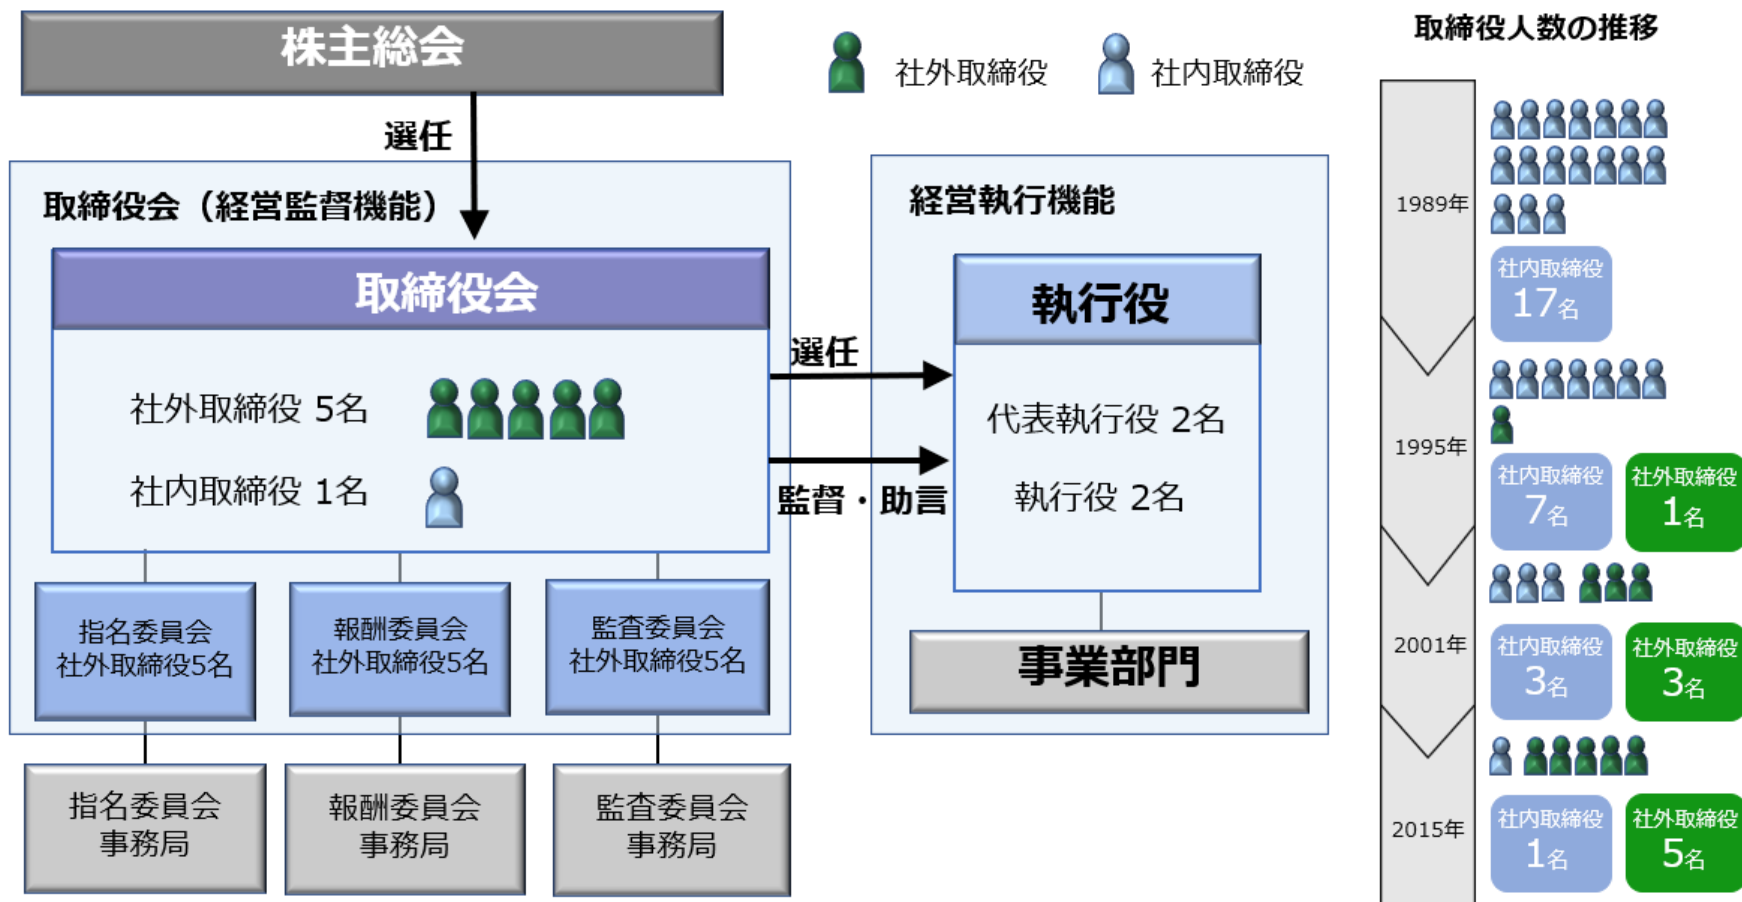 株主総会
選任
社外取締役
社内取締役
取締役会（経営監督機能）
取締役会
社外取締役 5名
社内取締役 1名
指名委員会
社外取締役5名
報酬委員会
社外取締役5名
監査委員会
社外取締役5名
指名委員会
事務局
報酬委員会
事務局
監査委員会
事務局
選任
監督・助言
経営執行機能
執行役
代表執行役 2名
執行役 2名
事業部門
取締役人数の推移
1989年
社内取締役
17名
1995年
社内取締役
7名
社外取締役
1名
2001年
社内取締役
3名
社外取締役
3名
2015年
社内取締役
1名
社外取締役
5名